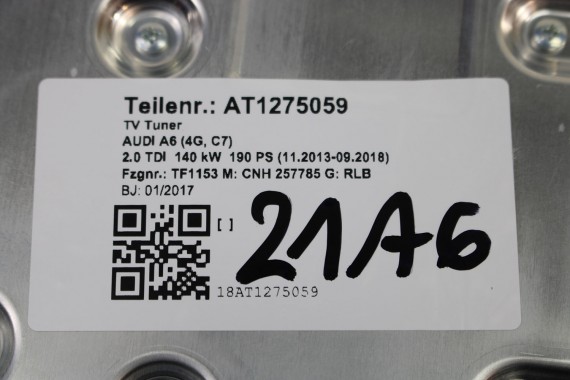 Teilenr.: AT1275059
TV Tuner
AUDI A6 (4G, C7)
2.0 TDI 140 kW 190 PS (11.2013-09.2018)
Fzgnr.: TF1153 M: CNH 257785 G: RLB
BJ: 01/2017
[ ]
21A6
18AT1275059